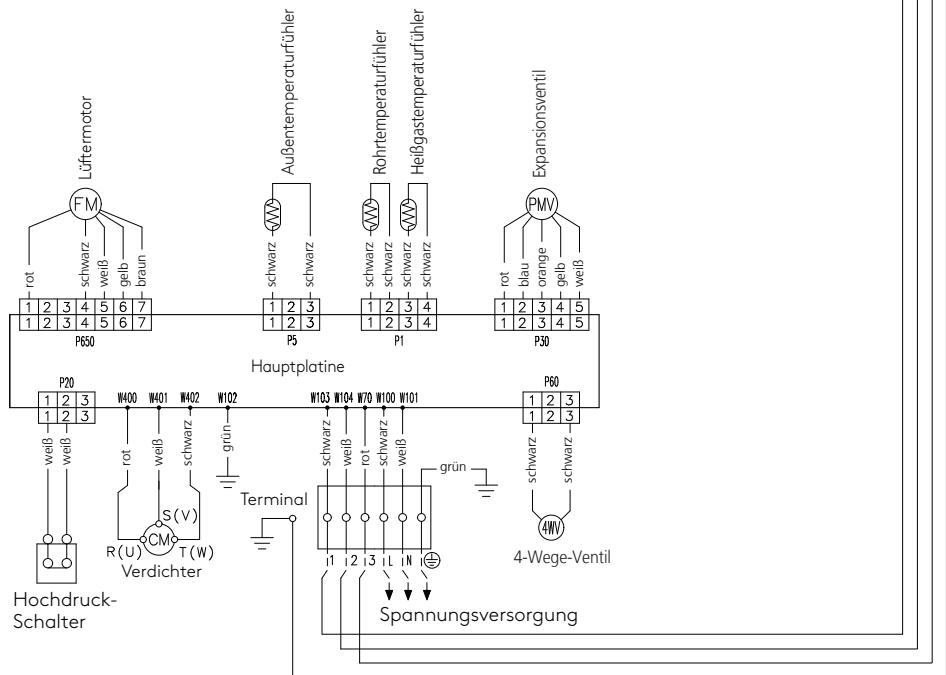 Lüftermotor
Außentemperaturfühler
Rohrtemperaturfühler
Heißgastemperaturfühler
Expansionsventil
FM
PMV
rot
schwarz
weiß
gelb
braun
schwarz
schwarz
schwarz
schwarz
schwarz
schwarz
rot
blau
orange
gelb
weiß
1 2 3 4 5 6 7
1 2 3 4 5 6 7
P650
1 2 3
1 2 3
P5
1 2 3 4
1 2 3 4
P1
1 2 3 4 5
1 2 3 4 5
P30
Hauptplatine
P20
1 2 3
1 2 3
W400 W401 W402 W102
W103 W104 W70 W100 W101
P60
1 2 3
1 2 3
weiß
weiß
rot
weiß
schwarz
grün
schwarz
weiß
rot
schwarz
weiß
grün
schwarz
schwarz
Terminal
S(V)
R(U) CM T(W)
Verdichter
4WV
4-Wege-Ventil
1 2 3 L N
Hochdruck-
Schalter
Spannungsversorgung